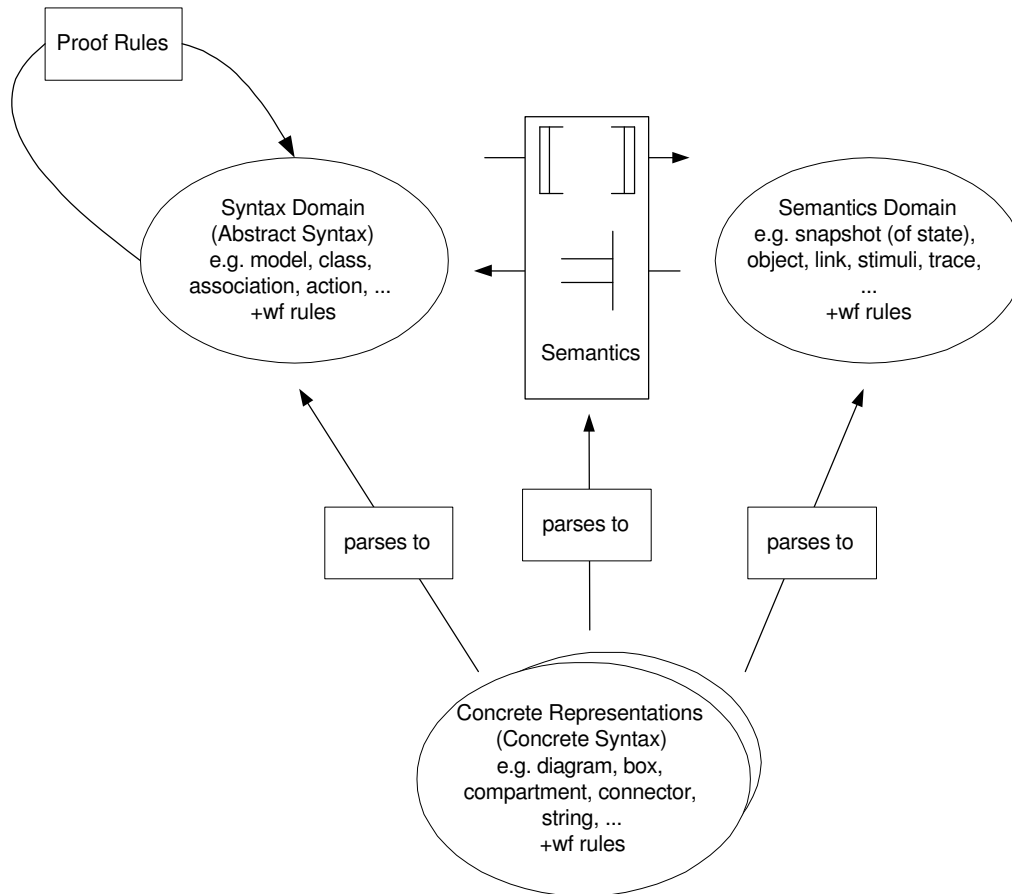 Proof Rules
Syntax Domain
(Abstract Syntax)
e.g. model, class,
association, action, ...
+wf rules
Semantics
Semantics Domain
e.g. snapshot (of state),
object, link, stimuli, trace,
...
+wf rules
parses to
parses to
parses to
Concrete Representations
(Concrete Syntax)
e.g. diagram, box,
compartment, connector,
string, ...
+wf rules